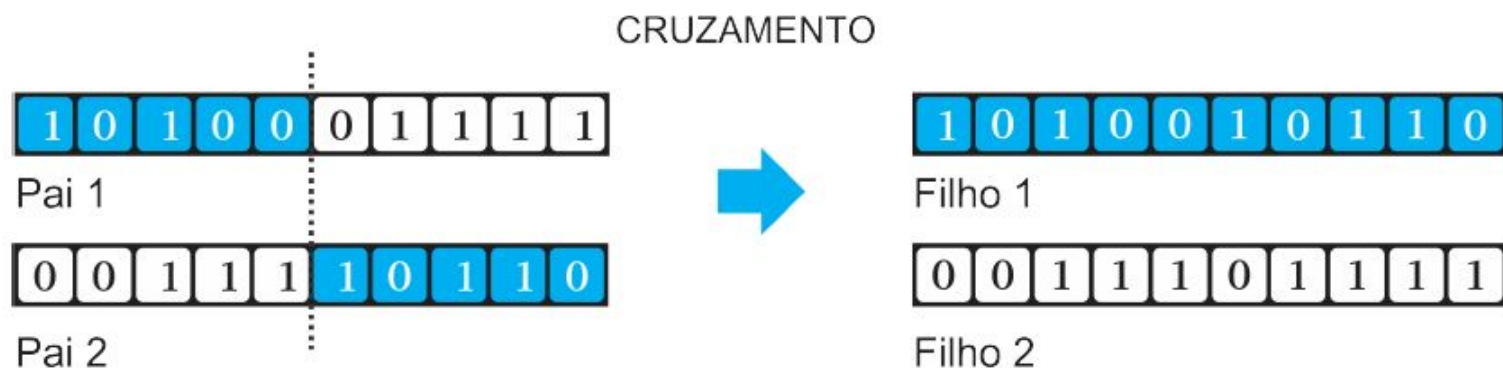 CRUZAMENTO
1 0 1 0 0 0 1 1 1 1
Pai 1
0 0 1 1 1 1 0 1 1 0
Pai 2
1 0 1 0 0 1 0 1 1 0
Filho 1
0 0 1 1 1 0 1 1 1 1
Filho 2